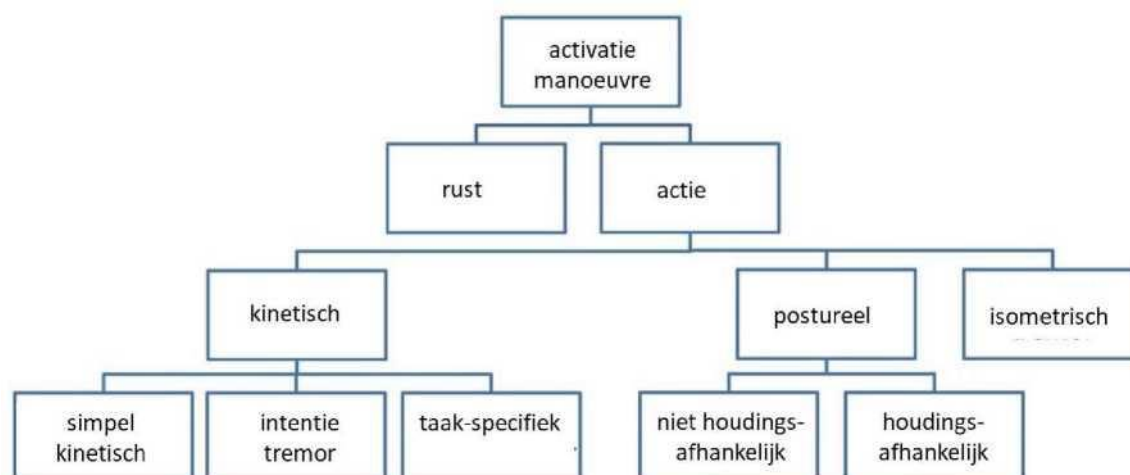 activatie
manoeuvre
rust
actie
kinetisch
postureel
isometrisch
simpel
kinetisch
intentie
tremor
taak-specifiek
niet houdings-
afhankelijk
houdings-
afhankelijk